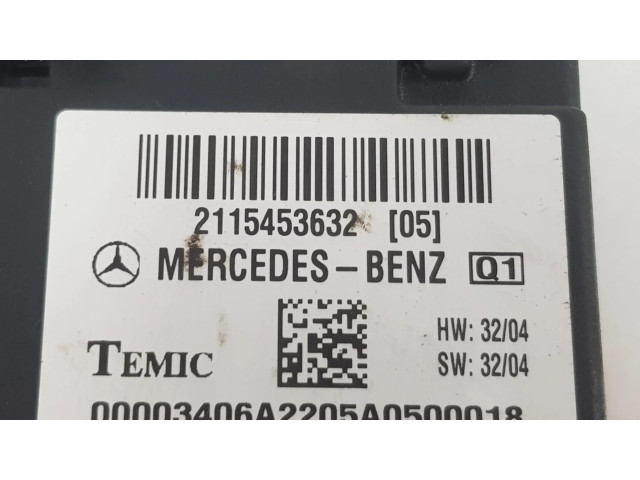 2115453632 [05]
MERCEDES-BENZ Q1
HW: 32/04
TEMIC
SW: 32/04
00003406A2205A0500018